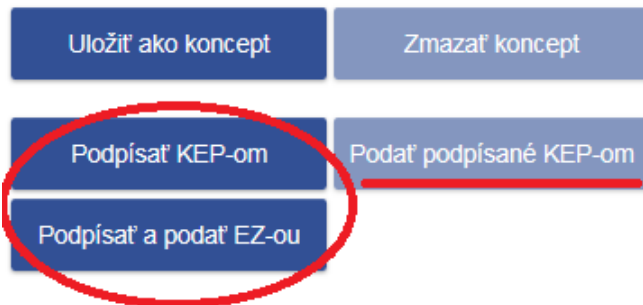 Uložiť ako koncept
Zmazať koncept
Podpísať KEP-om
Podať podpísané KEP-om
Podpísať a podať EZ-ou